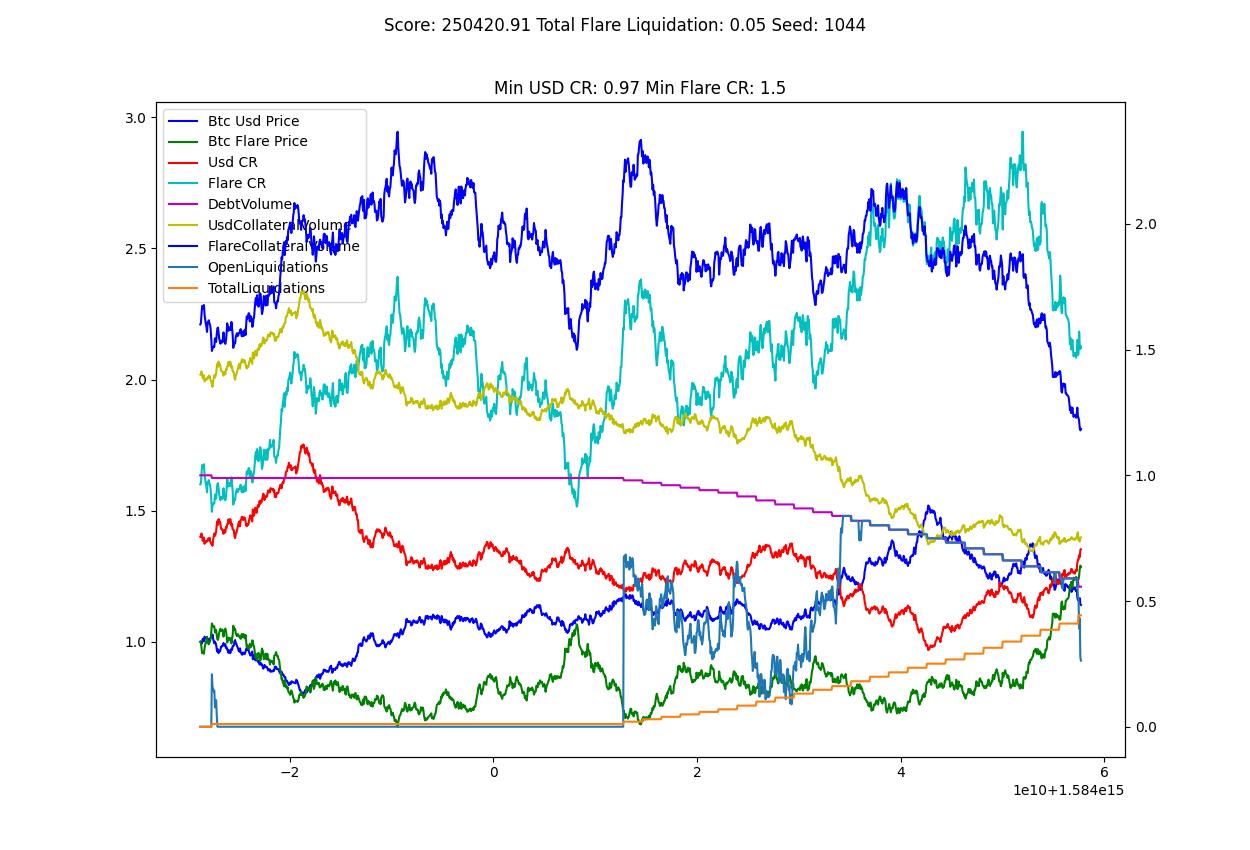 Score: 250420.91 Total Flare Liquidation: 0.05 Seed: 1044
Min USD CR: 0.97 Min Flare CR: 1.5
Btc Usd Price
Btc Flare Price
Usd CR
Flare CR
DebtVolume
UsdCollateralVolume
FlareCollateralVolume
OpenLiquidations
TotalLiquidations
3.0
2.5
2.0
1.5
1.0
2.0
1.5
1.0
0.5
0.0
−2
0
2
4
6
1e10+1.584e15